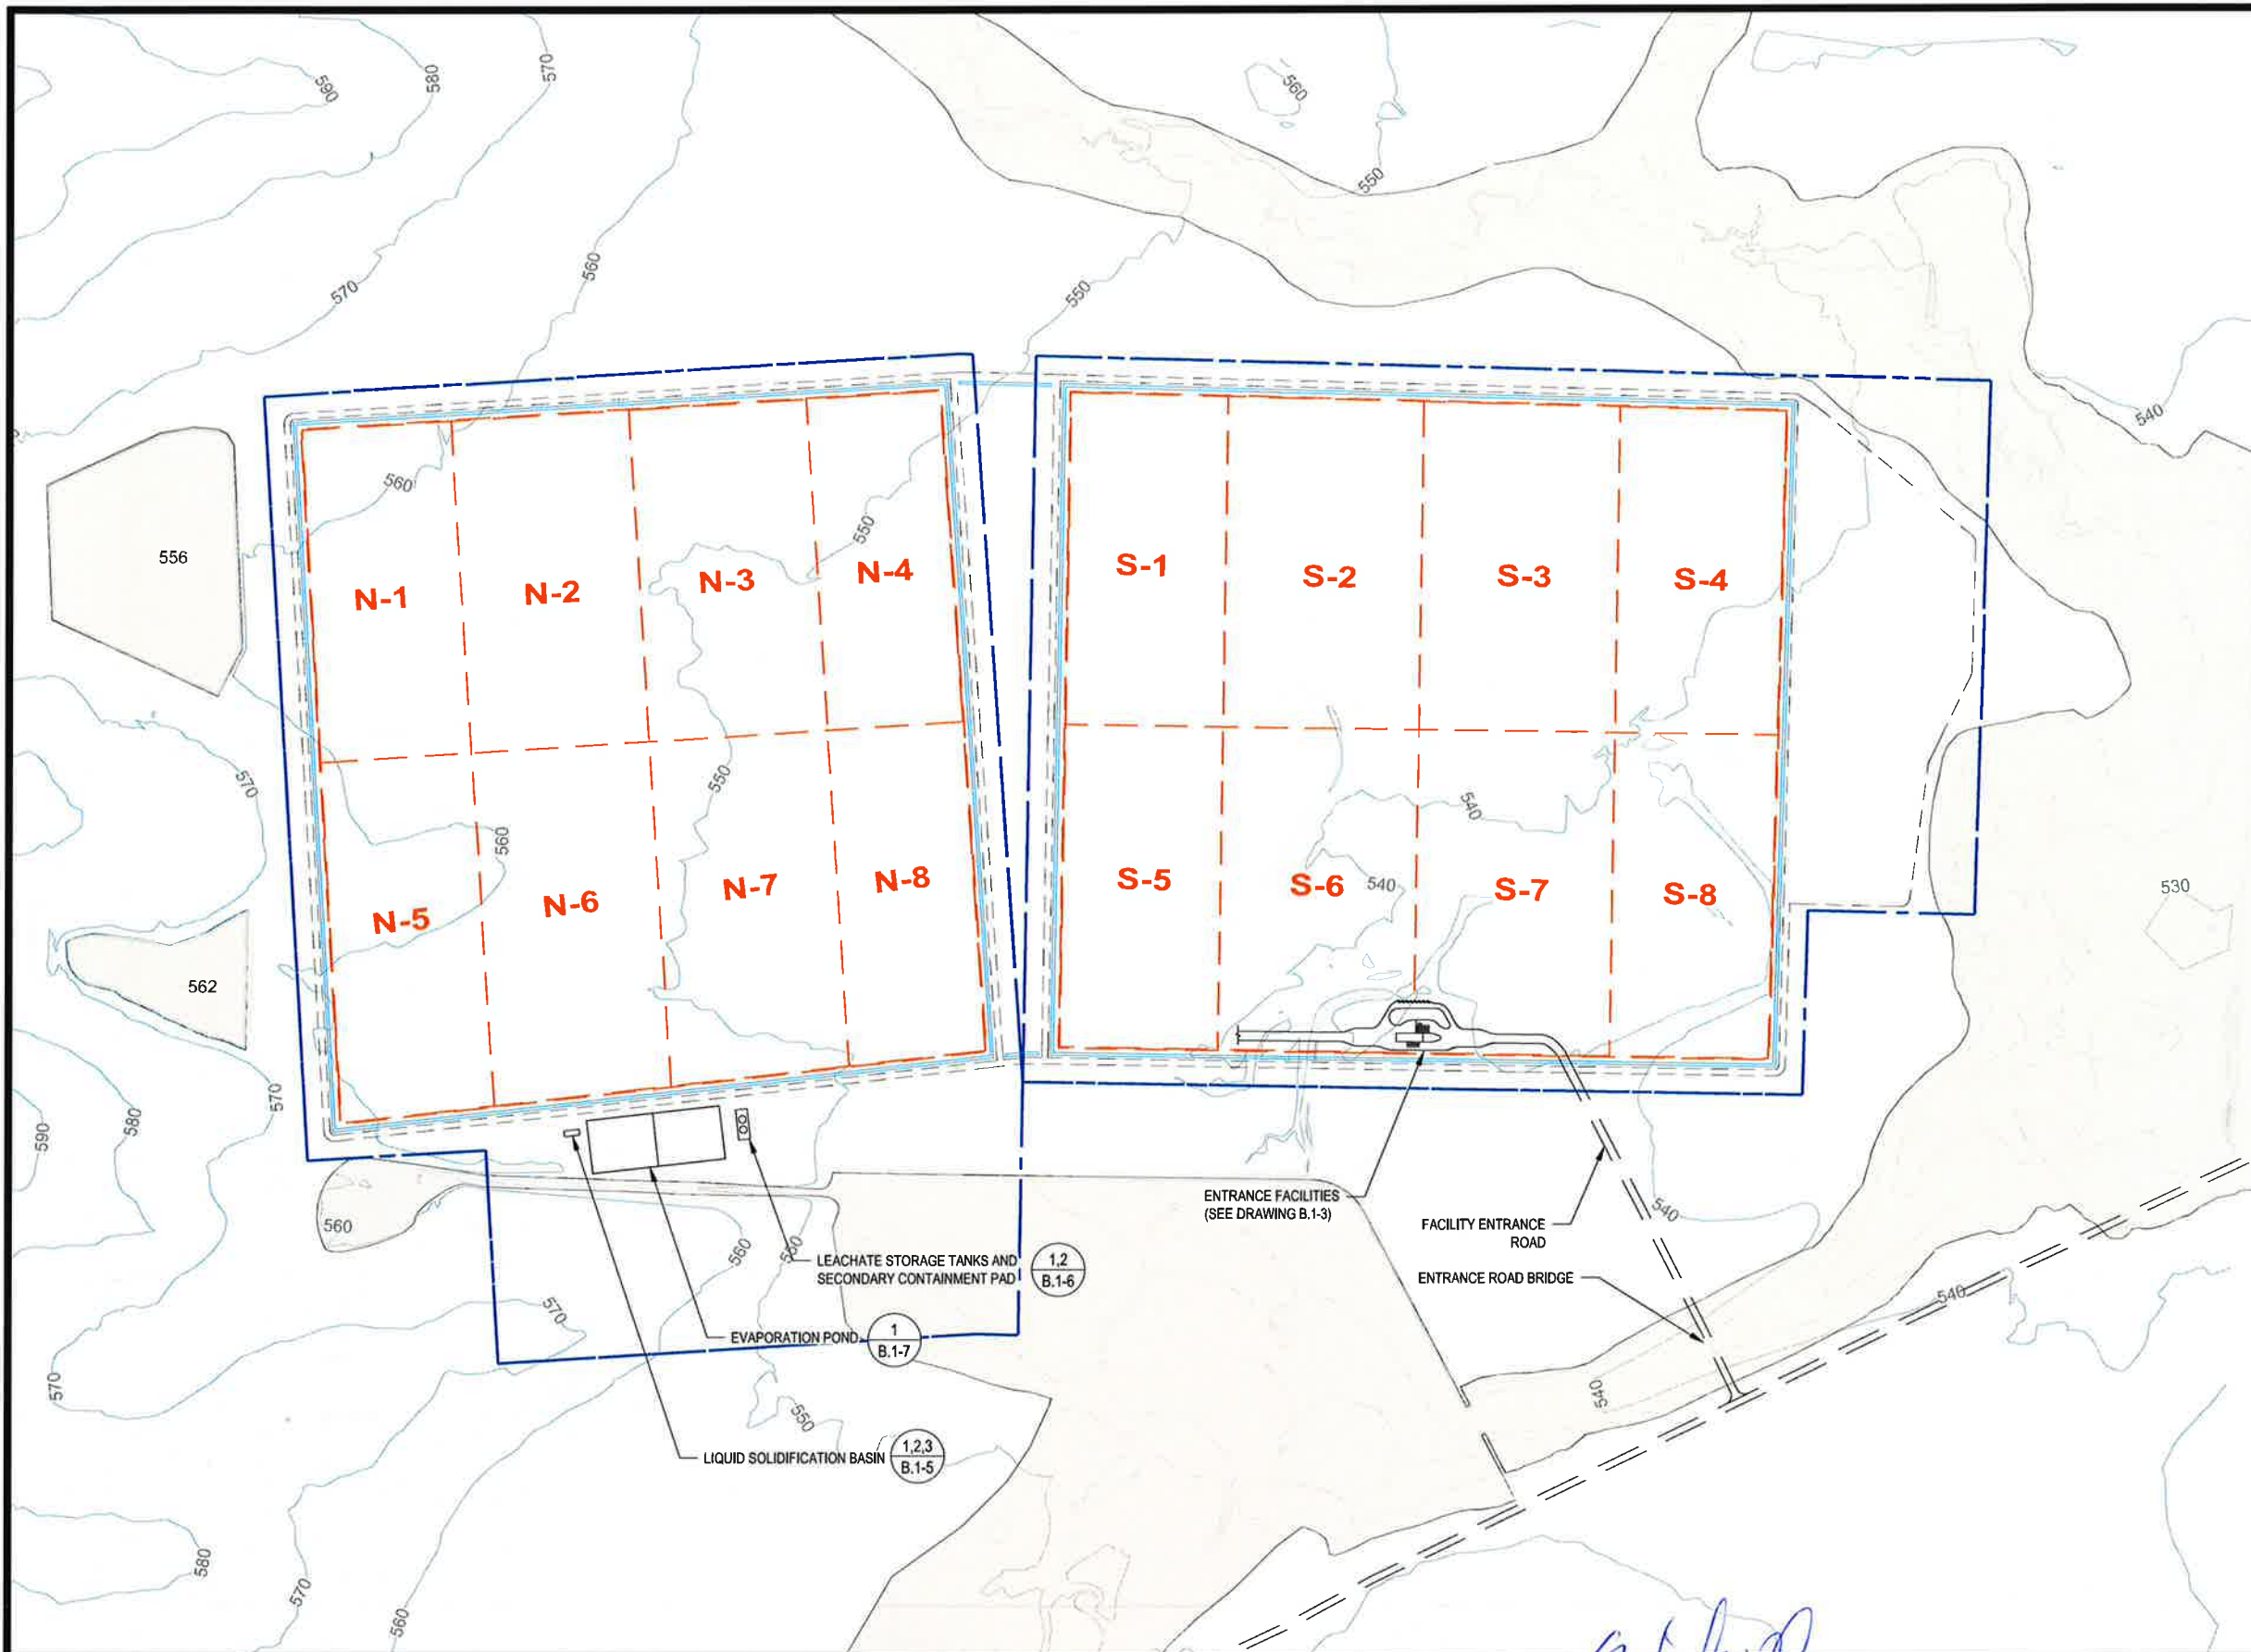 590
580
570
560
550
570
560
550
540
560
550
556
N-1
N-2
N-3
N-4
S-1
S-2
S-3
S-4
570
560
550
540
N-5
N-6
N-7
N-8
S-5
S-6
540
S-7
S-8
530
562
570
580
590
560
ENTRANCE FACILITIES
(SEE DRAWING B.1-3)
FACILITY ENTRANCE
ROAD
540
560
550
LEACHATE STORAGE TANKS AND
SECONDARY CONTAINMENT PAD
1,2
B.1-6
ENTRANCE ROAD BRIDGE
540
570
EVAPORATION POND
1
B.1-7
570
540
550
LIQUID SOLIDIFICATION BASIN
1,2,3
B.1-5
580
570
560